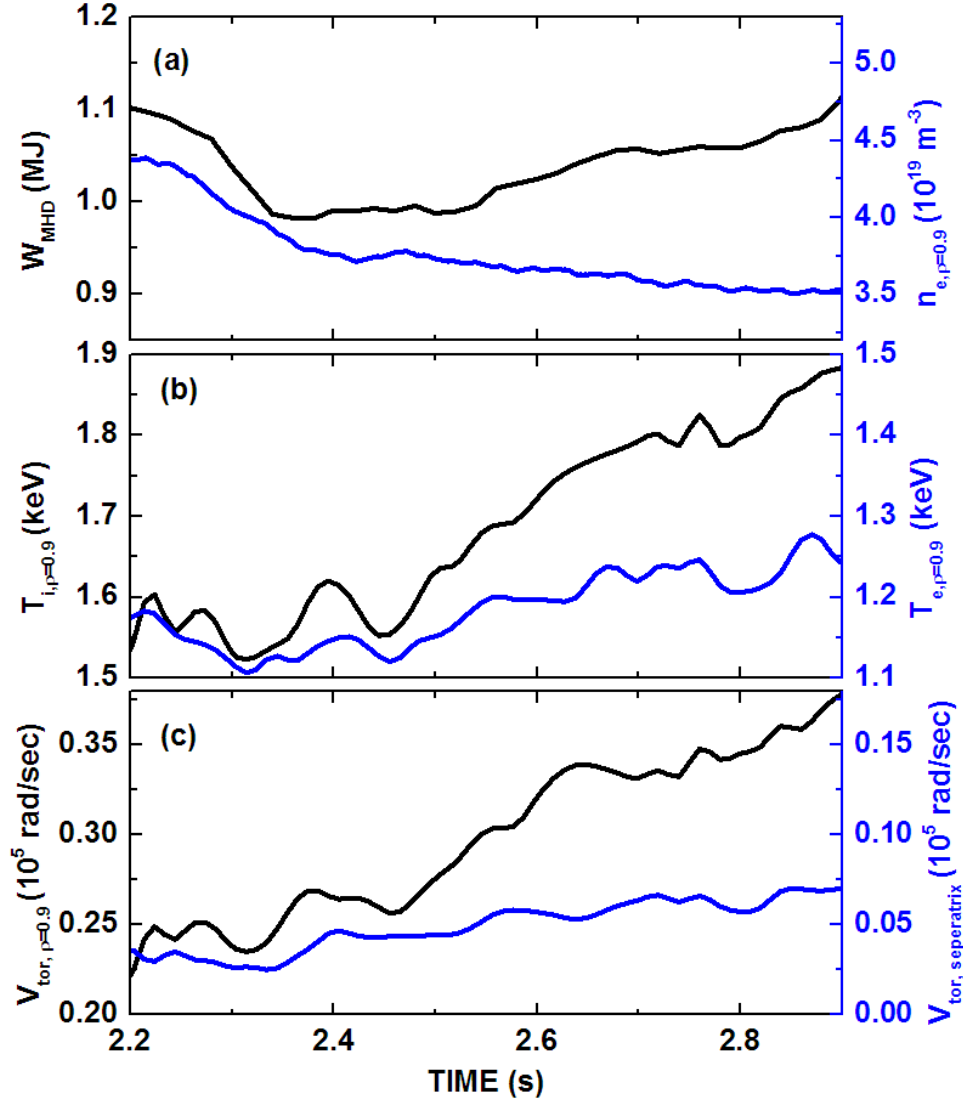 (a)
1.2
1.1
1.0
0.9
W_MHD (MJ)
5.0
4.5
4.0
3.5
n_e,ρ=0.9 (10^19 m^-3)
(b)
1.9
1.8
1.7
1.6
1.5
T_i,ρ=0.9 (keV)
1.5
1.4
1.3
1.2
1.1
T_e,ρ=0.9 (keV)
(c)
0.35
0.30
0.25
0.20
V_tor, ρ=0.9 (10^5 rad/sec)
0.15
0.10
0.05
0.00
V_tor, seperatrix (10^5 rad/sec)
2.2 2.4 2.6 2.8
TIME (s)